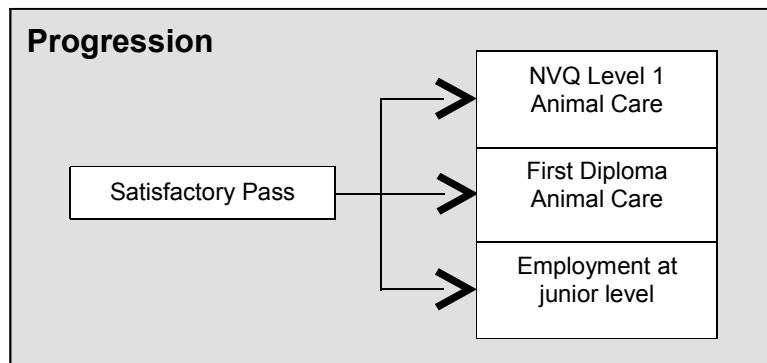 Progression
Satisfactory Pass
NVQ Level 1
Animal Care
First Diploma
Animal Care
Employment at
junior level